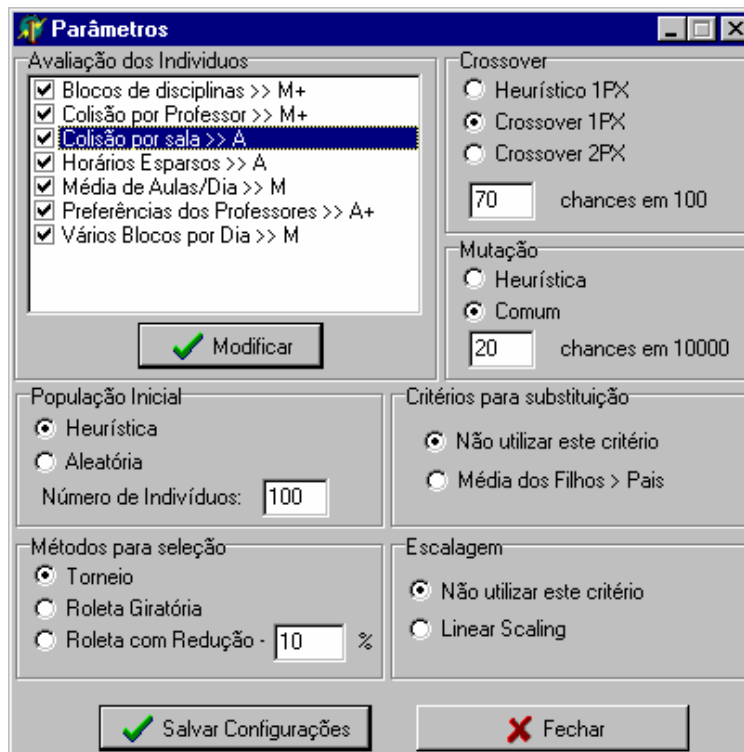 Parâmetros
Avaliação dos Individuos
Blocos de disciplinas >> M+
Colisão por Professor >> M+
Colisão por sala >> A
Horários Esparsos >> A
Média de Aulas/Dia >> M
Preferências dos Professores >> A+
Vários Blocos por Dia >> M
Modificar
Crossover
Heurístico 1PX
Crossover 1PX
Crossover 2PX
70 chances em 100
Mutação
Heurística
Comum
20 chances em 10000
População Inicial
Heurística
Aleatória
Número de Indivíduos: 100
Critérios para substituição
Não utilizar este critério
Média dos Filhos > Pais
Métodos para seleção
Torneio
Roleta Giratória
Roleta com Redução - 10 %
Escalagem
Não utilizar este critério
Linear Scaling
Salvar Configurações
Fechar